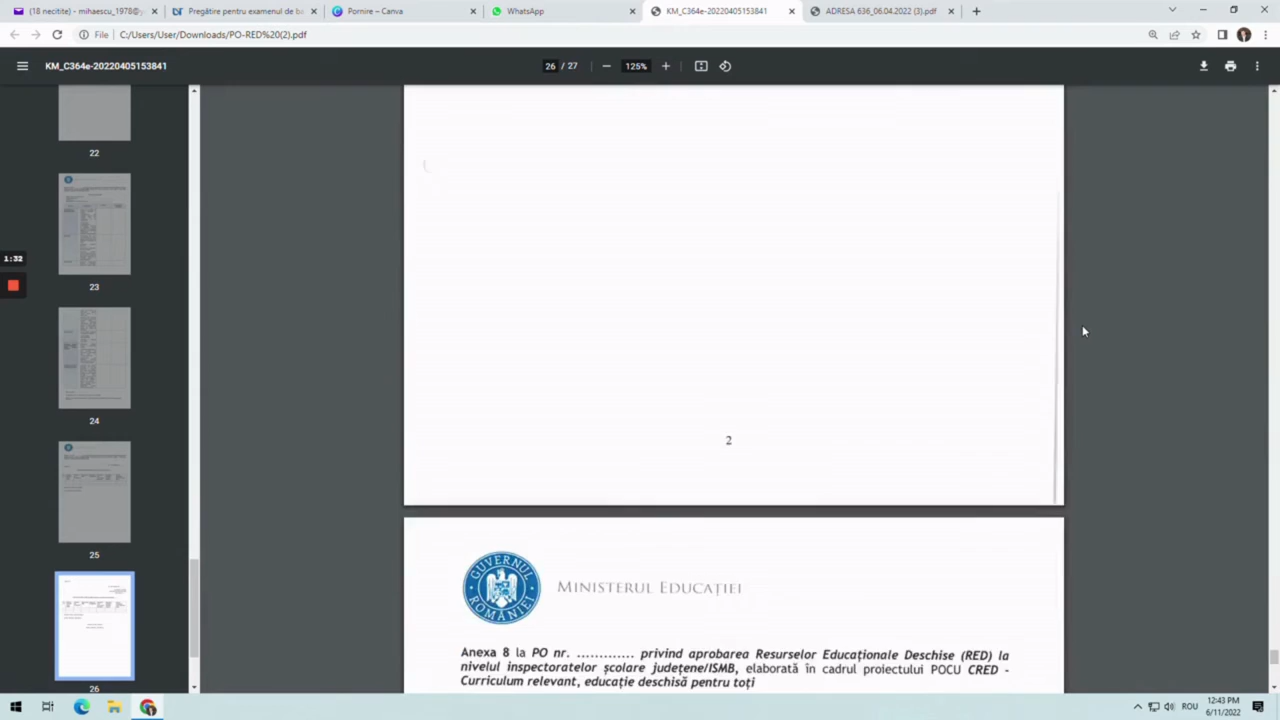 (18 necitite) - mihaescu_1978@y
Pregătire pentru examenul de ba
Pornire – Canva
WhatsApp
KM_C364e-20220405153841
ADRESA 636_06.04.2022 (3).pdf
File
C:/Users/User/Downloads/PO-RED%20(2).pdf
KM_C364e-20220405153841
26 / 27
125%
22
23
24
25
26
1:32
2
GUVERNUL ROMÂNIEI
MINISTERUL EDUCAȚIEI
Anexa 8 la PO nr. ............ privind aprobarea Resurselor Educaționale Deschise (RED) la
nivelul inspectoratelor școlare județene/ISMB, elaborată în cadrul proiectului POCU CRED -
Curriculum relevant, educație deschisă pentru toți
ROU
12:43 PM
6/11/2022